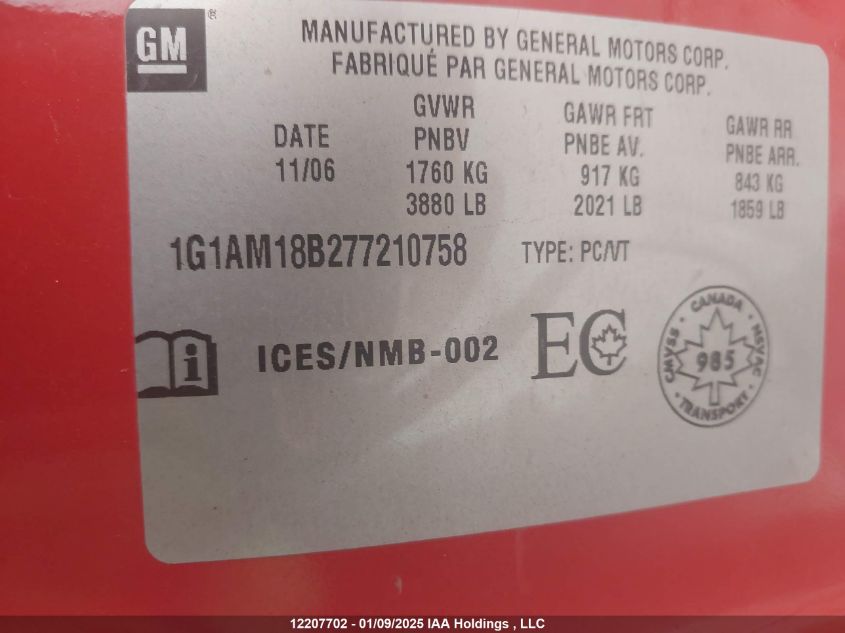 GM®
MANUFACTURED BY GENERAL MOTORS CORP.
FABRIQUÉ PAR GENERAL MOTORS CORP.
DATE
11/06
GVWR
PNBV
1760 KG
3880 LB
GAWR FRT
PNBE AV.
917 KG
2021 LB
GAWR RR
PNBE ARR.
843 KG
1859 LB
1G1AM18B277210758 TYPE: PC/VT
i ICES/NMB-002 EC
CANADA
CMVSS 985 NSVAC
TRANSPORT
12207702 - 01/09/2025 IAA Holdings , LLC